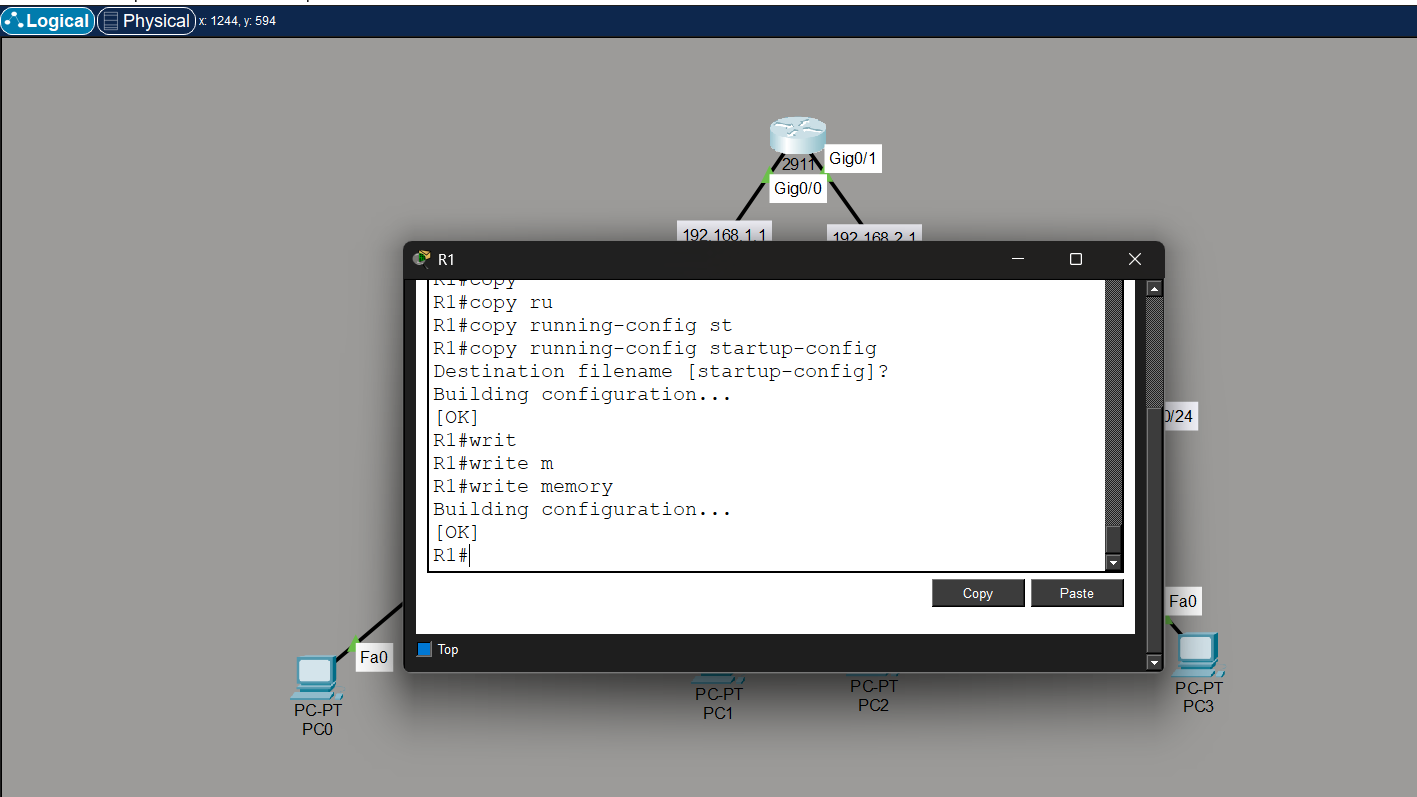 Logical Physical x: 1244, y: 594
Gig0/1
2911
Gig0/0
192.168.1.1
192.168.2.1
R1
R1#copy
R1#copy ru
R1#copy running-config st
R1#copy running-config startup-config
Destination filename [startup-config]?
Building configuration...
[OK]
R1#writ
R1#write m
R1#write memory
Building configuration...
[OK]
R1#
Copy Paste
Top
0/24
Fa0
Fa0
PC-PT
PC0
PC-PT
PC1
PC-PT
PC2
PC-PT
PC3